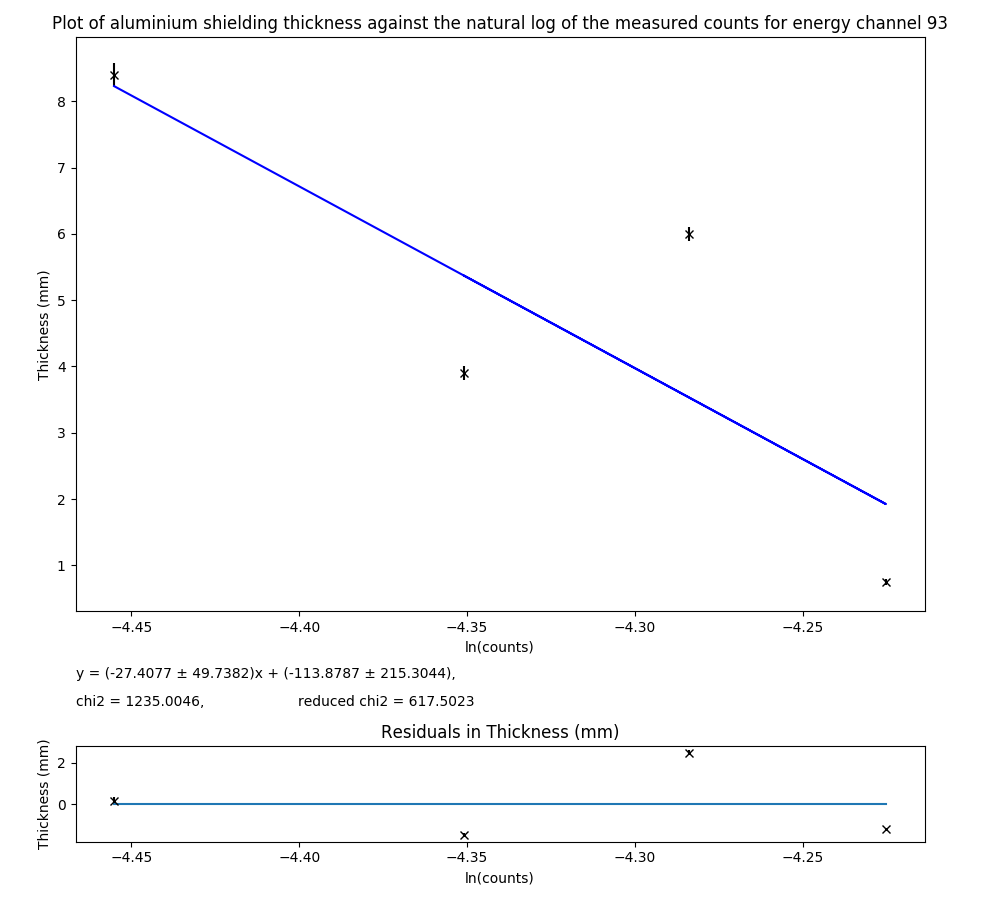 Plot of aluminium shielding thickness against the natural log of the measured counts for energy channel 93
Thickness (mm)
8
7
6
5
4
3
2
1
−4.45 −4.40 −4.35 −4.30 −4.25
ln(counts)
y = (-27.4077 ± 49.7382)x + (-113.8787 ± 215.3044),
chi2 = 1235.0046, reduced chi2 = 617.5023
Residuals in Thickness (mm)
Thickness (mm)
2
0
−4.45 −4.40 −4.35 −4.30 −4.25
ln(counts)